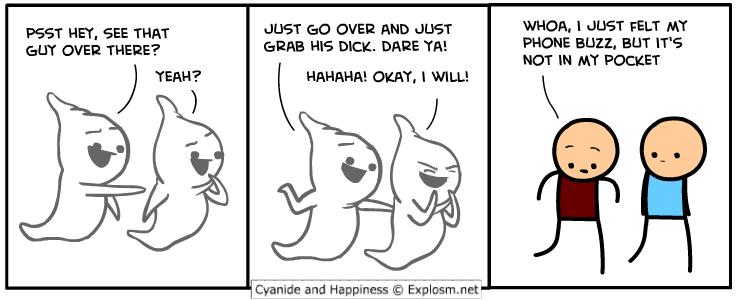 PSST HEY, SEE THAT
GUY OVER THERE?
YEAH?
JUST GO OVER AND JUST
GRAB HIS DICK. DARE YA!
HAHAHA! OKAY, I WILL!
WHOA, I JUST FELT MY
PHONE BUZZ, BUT IT'S
NOT IN MY POCKET
Cyanide and Happiness © Explosm.net